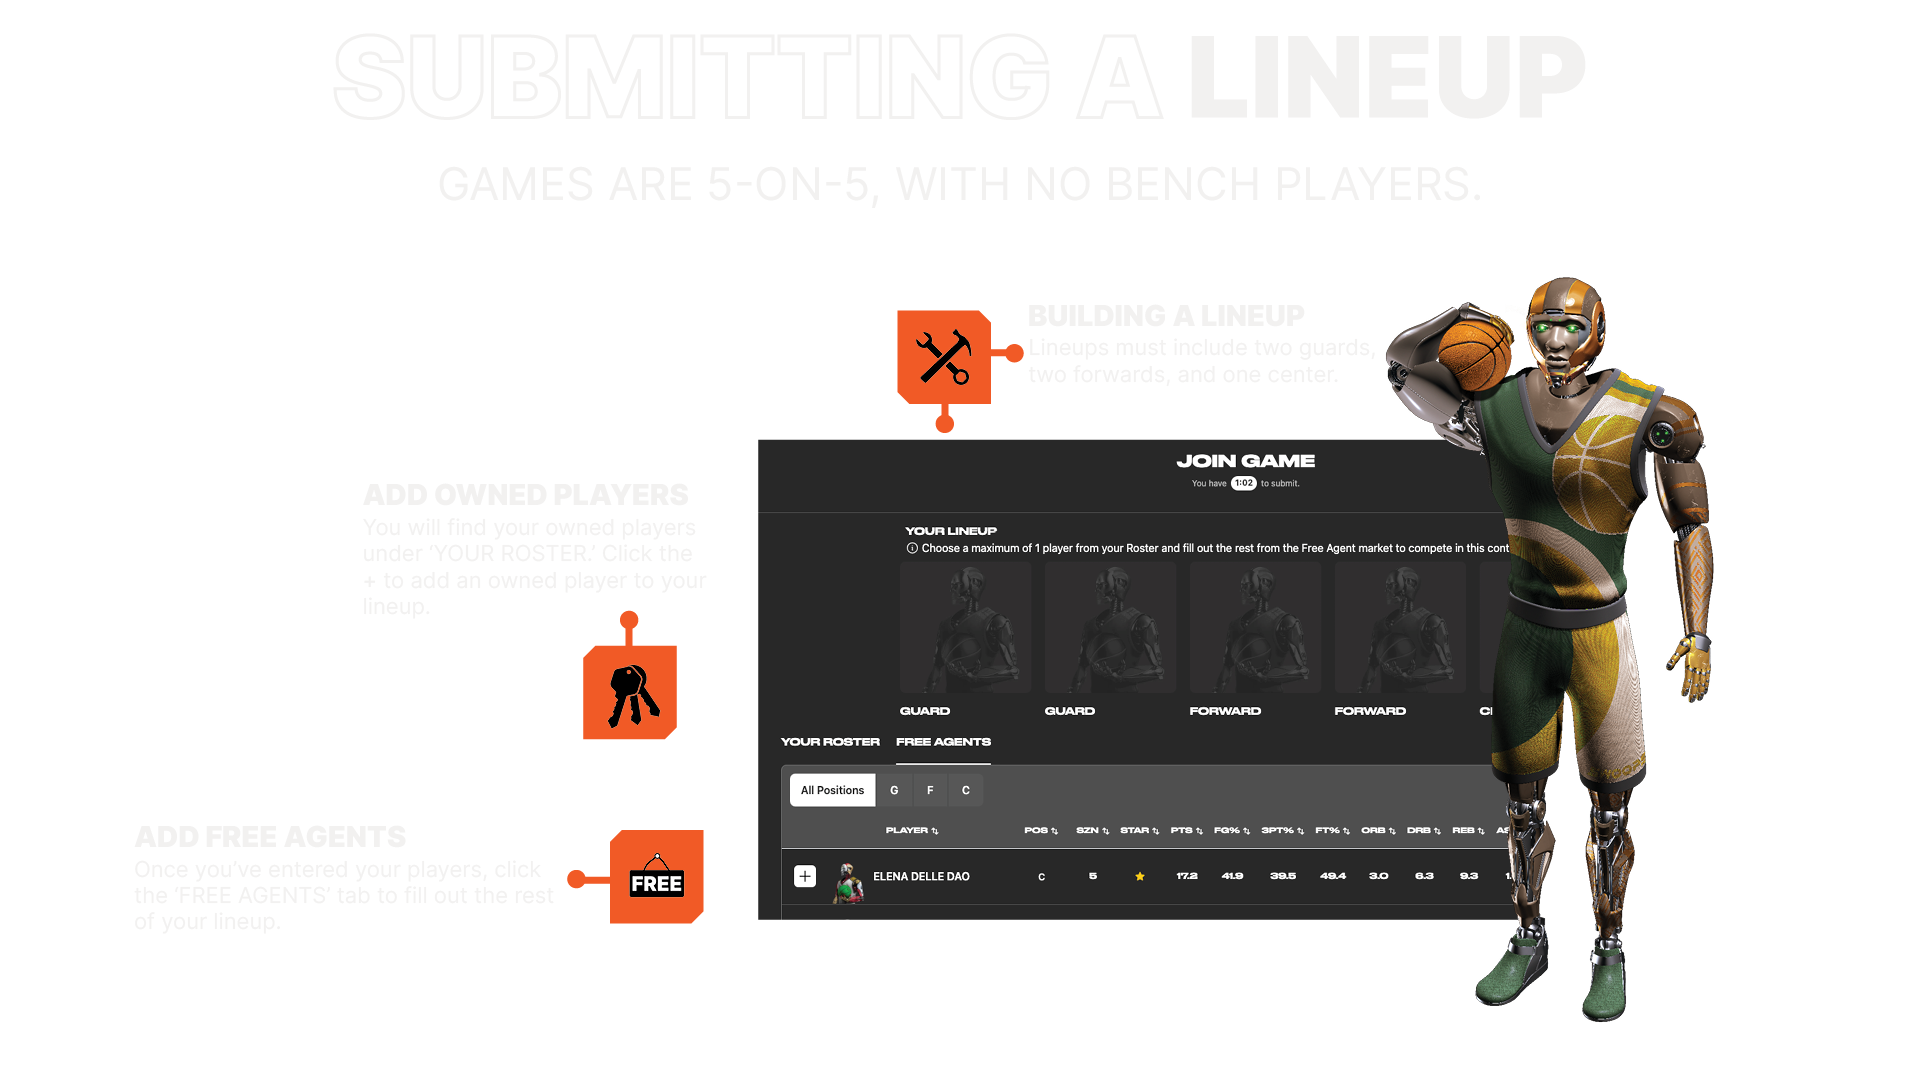 SUBMITTING A LINEUP
GAMES ARE 5-ON-5, WITH NO BENCH PLAYERS.
BUILDING A LINEUP
Lineups must include two guards,
two forwards, and one center.
ADD OWNED PLAYERS
You will find your owned players
under ‘YOUR ROSTER.’ Click the
+ to add an owned player to your
lineup.
ADD FREE AGENTS
Once you’ve entered your players, click
the ‘FREE AGENTS’ tab to fill out the rest
of your lineup.
FREE
JOIN GAME
You have 1:02 to submit.
YOUR LINEUP
Choose a maximum of 1 player from your Roster and fill out the rest from the Free Agent market to compete in this cont
GUARD GUARD FORWARD FORWARD
YOUR ROSTER FREE AGENTS
All Positions G F C
PLAYER POS SZN STAR PTS FG% 3PT% FT% ORB DRB REB AS
+ ELENA DELLE DAO C 5 17.2 41.9 39.5 49.4 3.0 6.3 9.3